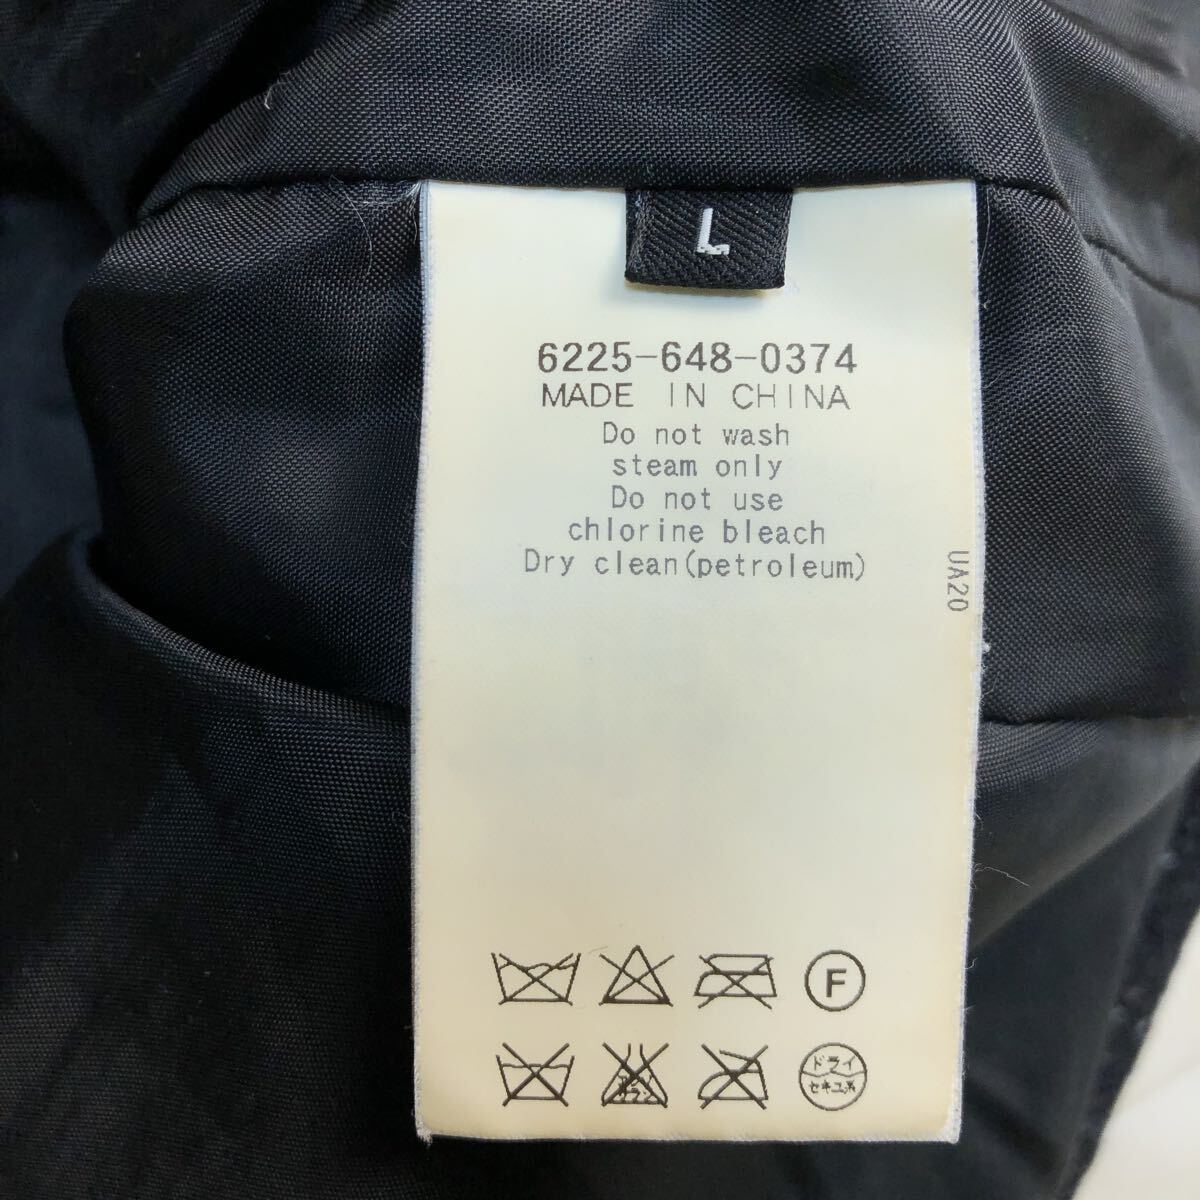 L
6225-648-0374
MADE IN CHINA
Do not wash
steam only
Do not use
chlorine bleach
Dry clean(petroleum)
UA20
F
ドライ
セキユ系